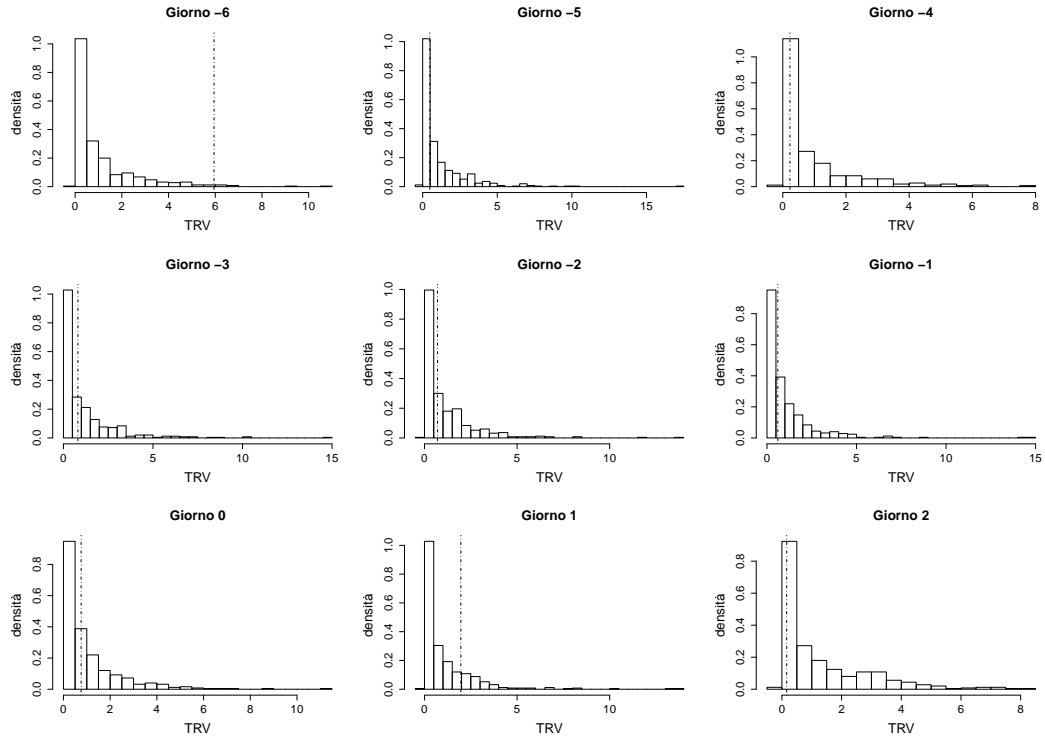 Giorno −6
densità
0.0 0.2 0.4 0.6 0.8 1.0
0 2 4 6 8 10
TRV
Giorno −5
densità
0.0 0.2 0.4 0.6 0.8 1.0
0 5 10 15
TRV
Giorno −4
densità
0.0 0.2 0.4 0.6 0.8 1.0
0 2 4 6 8
TRV
Giorno −3
densità
0.0 0.2 0.4 0.6 0.8 1.0
0 5 10 15
TRV
Giorno −2
densità
0.0 0.2 0.4 0.6 0.8 1.0
0 5 10
TRV
Giorno −1
densità
0.0 0.2 0.4 0.6 0.8
0 5 10 15
TRV
Giorno 0
densità
0.0 0.2 0.4 0.6 0.8
0 2 4 6 8 10
TRV
Giorno 1
densità
0.0 0.2 0.4 0.6 0.8 1.0
0 5 10
TRV
Giorno 2
densità
0.0 0.2 0.4 0.6 0.8
0 2 4 6 8
TRV